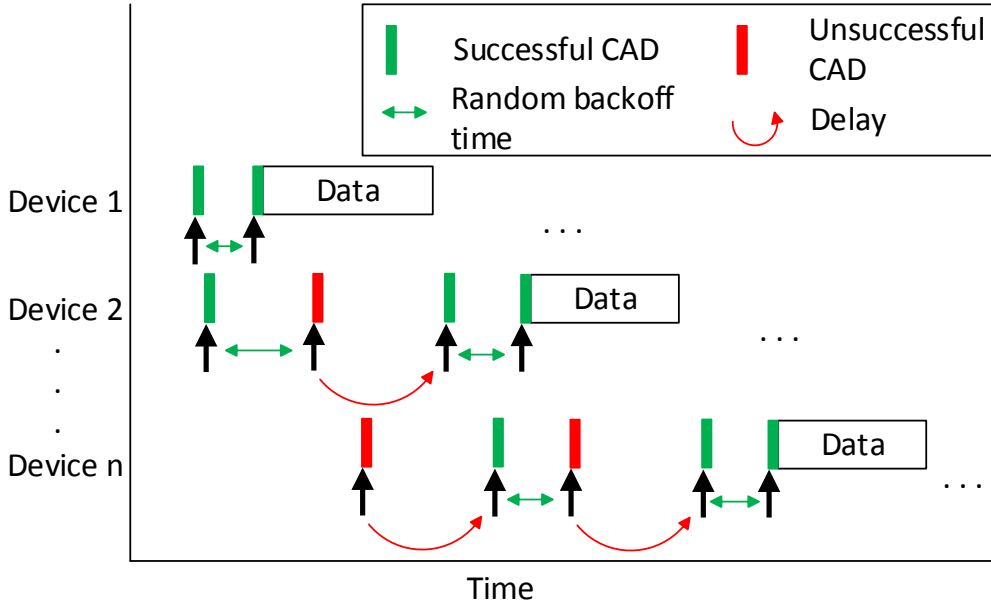 Successful CAD
Random backoff
time
Unsuccessful
CAD
Delay
Device 1
Data
. . .
Device 2
Data
. . .
.
.
.
Device n
Data
. . .
Time